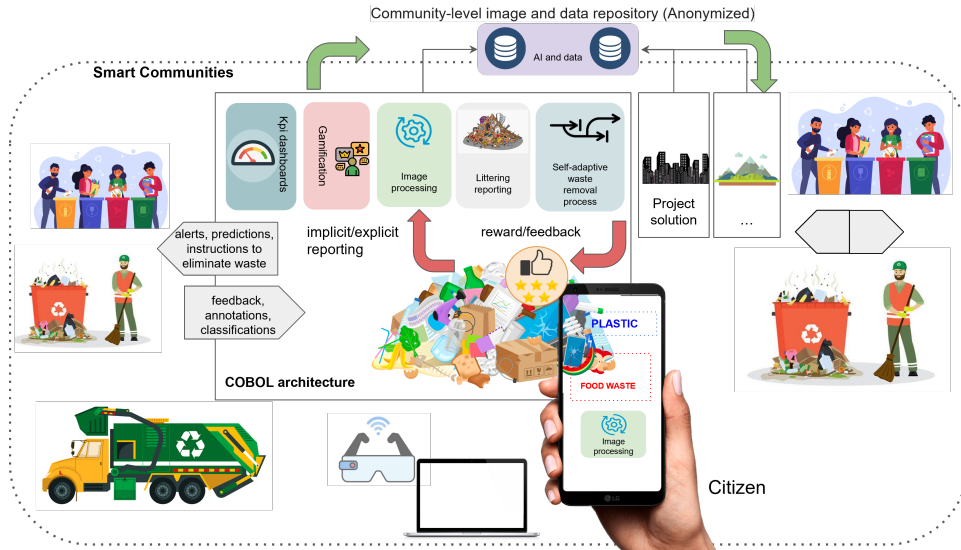 Community-level image and data repository (Anonymized)
AI and data
Smart Communities
Kpi dashboards
Gamification
Image
processing
Littering
reporting
Self-adaptive
waste
removal
process
Project
solution
...
implicit/explicit
reporting
reward/feedback
alerts, predictions,
instructions to
eliminate waste
feedback,
annotations,
classifications
COBOL architecture
PLASTIC
FOOD WASTE
Image
processing
LG
Citizen